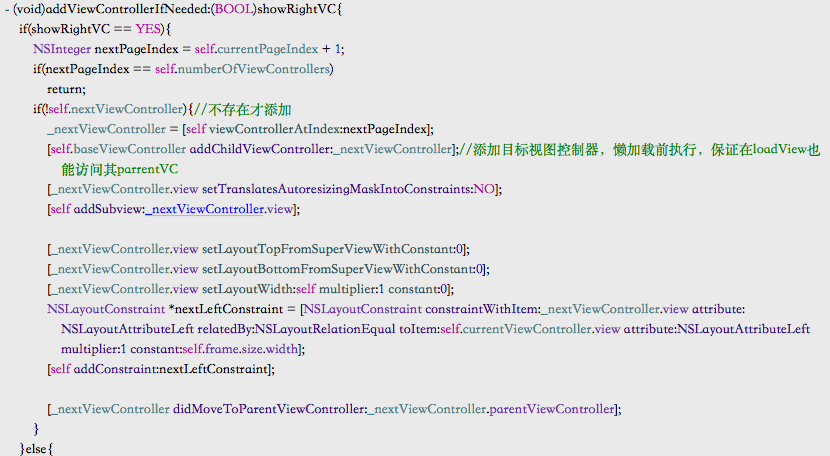 - (void)addViewControllerIfNeeded:(BOOL)showRightVC{
if(showRightVC == YES){
NSInteger nextPageIndex = self.currentPageIndex + 1;
if(nextPageIndex == self.numberOfViewControllers)
return;
if(!self.nextViewController){//不存在才添加
_nextViewController = [self viewControllerAtIndex:nextPageIndex];
[self.baseViewController addChildViewController:_nextViewController];//添加目标视图控制器，懒加载前执行，保证在loadView也
能访问其parrentVC
[_nextViewController.view setTranslatesAutoresizingMaskIntoConstraints:NO];
[self addSubview:_nextViewController.view];
[_nextViewController.view setLayoutTopFromSuperViewWithConstant:0];
[_nextViewController.view setLayoutBottomFromSuperViewWithConstant:0];
[_nextViewController.view setLayoutWidth:self multiplier:1 constant:0];
NSLayoutConstraint *nextLeftConstraint = [NSLayoutConstraint constraintWithItem:_nextViewController.view attribute:
NSLayoutAttributeLeft relatedBy:NSLayoutRelationEqual toItem:self.currentViewController.view attribute:NSLayoutAttributeLeft
multiplier:1 constant:self.frame.size.width];
[self addConstraint:nextLeftConstraint];
[_nextViewController didMoveToParentViewController:_nextViewController.parentViewController];
}
}else{